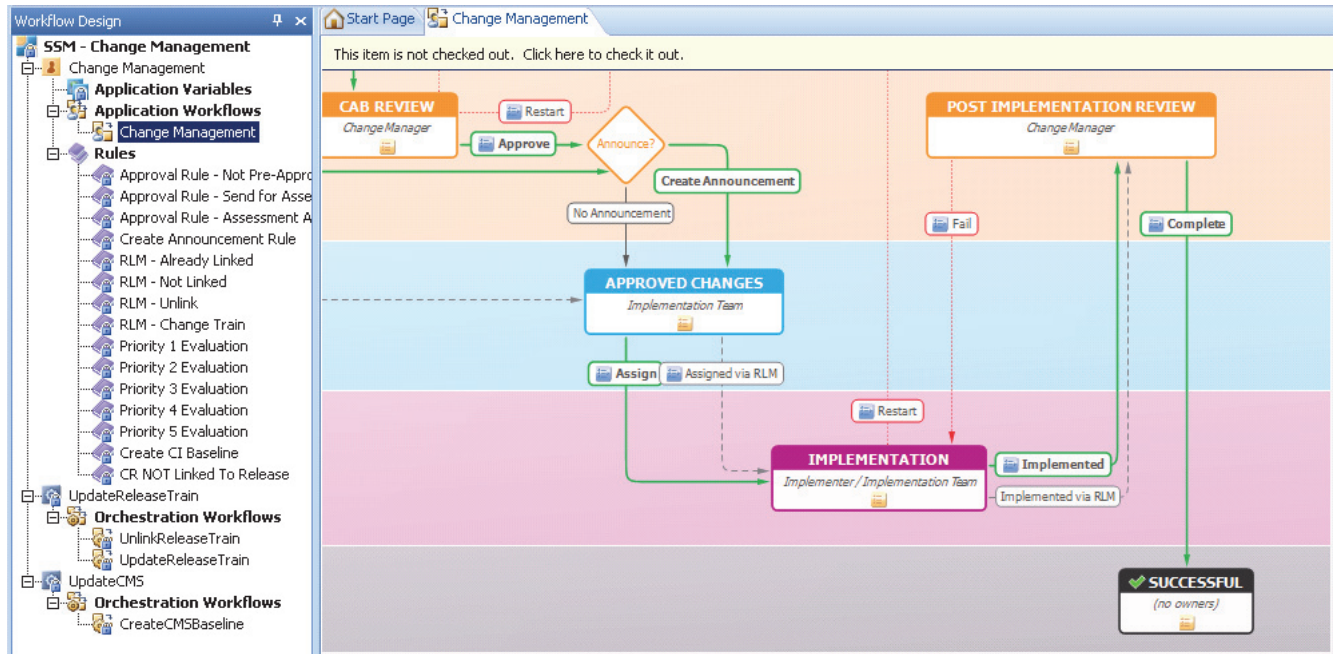 Workflow Design
SSM - Change Management
Change Management
Application Variables
Application Workflows
Change Management
Rules
Approval Rule - Not Pre-Appro
Approval Rule - Send for Asse
Approval Rule - Assessment A
Create Announcement Rule
RLM - Already Linked
RLM - Not Linked
RLM - Unlink
RLM - Change Train
Priority 1 Evaluation
Priority 2 Evaluation
Priority 3 Evaluation
Priority 4 Evaluation
Priority 5 Evaluation
Create CI Baseline
CR NOT Linked To Release
UpdateReleaseTrain
Orchestration Workflows
UnlinkReleaseTrain
UpdateReleaseTrain
UpdateCMS
Orchestration Workflows
CreateCMSBaseline
Start Page
Change Management
This item is not checked out. Click here to check it out.
CAB REVIEW
Change Manager
Restart
Approve
Announce?
Create Announcement
No Announcement
POST IMPLEMENTATION REVIEW
Change Manager
Fail
Complete
APPROVED CHANGES
Implementation Team
Assign
Assigned via RLM
Restart
IMPLEMENTATION
Implementer / Implementation Team
Implemented
Implemented via RLM
SUCCESSFUL
(no owners)